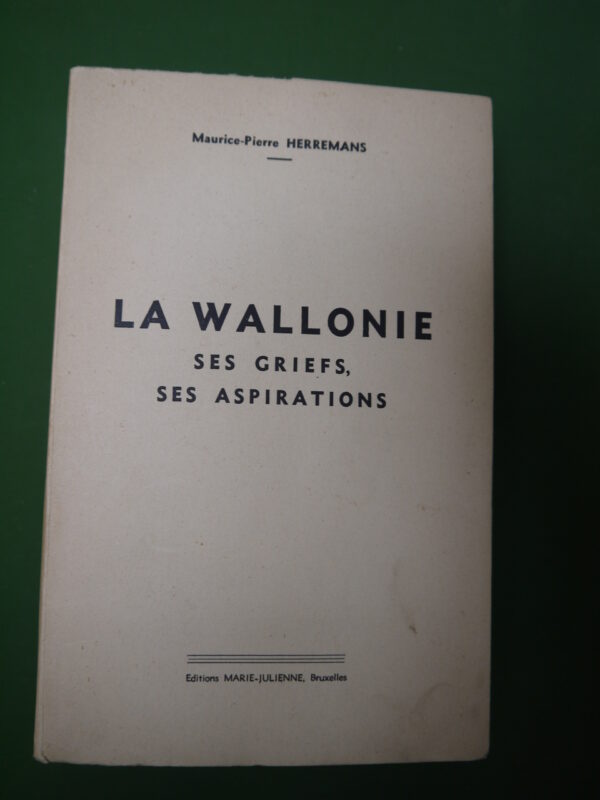 Maurice-Pierre HERREMANS
LA WALLONIE
SES GRIEFS,
SES ASPIRATIONS
Editions MARIE-JULIENNE, Bruxelles